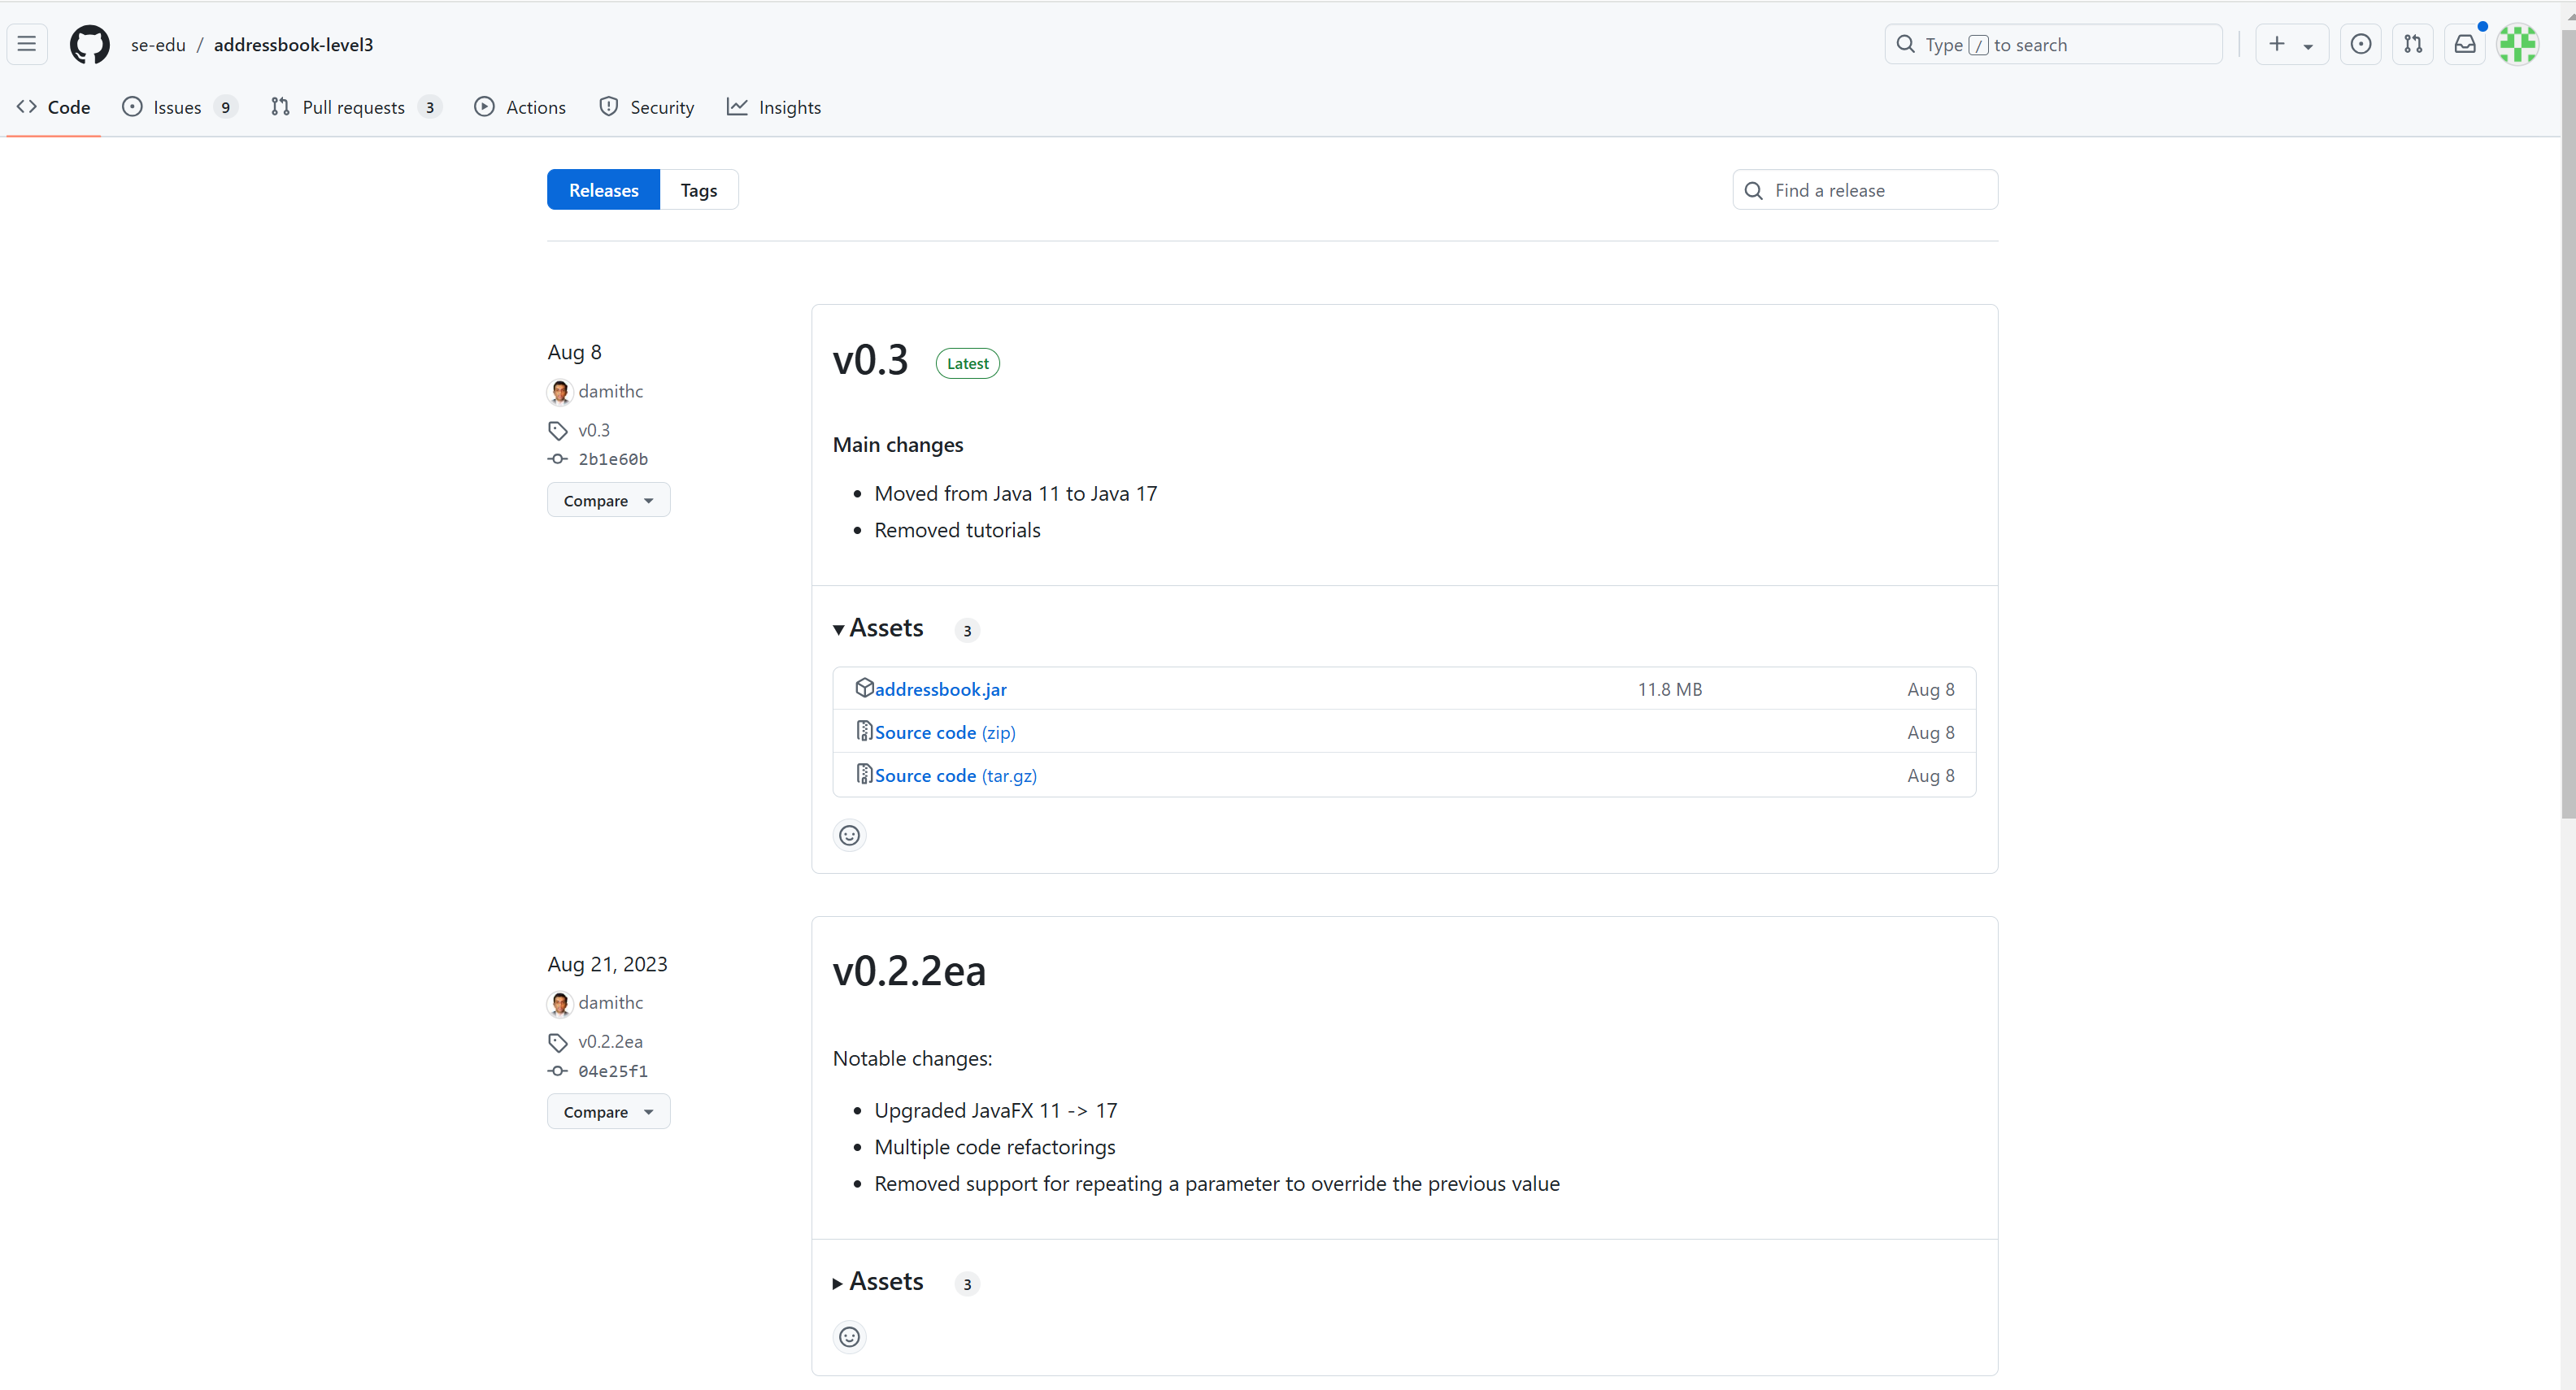 se-edu / addressbook-level3
Type / to search
Code
Issues 9
Pull requests 3
Actions
Security
Insights
Releases
Tags
Find a release
Aug 8
damithc
v0.3
2b1e60b
Compare
v0.3 Latest
Main changes
Moved from Java 11 to Java 17
Removed tutorials
Assets 3
addressbook.jar 11.8 MB Aug 8
Source code (zip) Aug 8
Source code (tar.gz) Aug 8
Aug 21, 2023
damithc
v0.2.2ea
04e25f1
Compare
v0.2.2ea
Notable changes:
Upgraded JavaFX 11 -> 17
Multiple code refactorings
Removed support for repeating a parameter to override the previous value
Assets 3